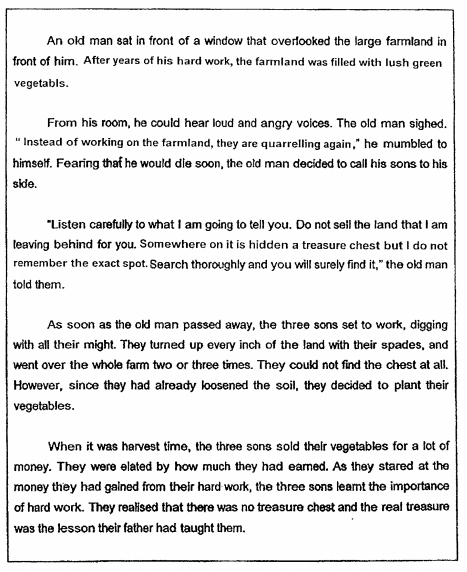 An old man sat in front of a window that overlooked the large farmland in
front of him. After years of his hard work, the farmland was filled with lush green
vegetabls.
From his room, he could hear loud and angry voices. The old man sighed.
" Instead of working on the farmland, they are quarrelling again," he mumbled to
himself. Fearing that he would die soon, the old man decided to call his sons to his
side.
"Listen carefully to what I am going to tell you. Do not sell the land that I am
leaving behind for you. Somewhere on it is hidden a treasure chest but I do not
remember the exact spot. Search thoroughly and you will surely find it," the old man
told them.
As soon as the old man passed away, the three sons set to work, digging
with all their might. They turned up every inch of the land with their spades, and
went over the whole farm two or three times. They could not find the chest at all.
However, since they had already loosened the soil, they decided to plant their
vegetables.
When it was harvest time, the three sons sold their vegetables for a lot of
money. They were elated by how much they had earned. As they stared at the
money they had gained from their hard work, the three sons learnt the importance
of hard work. They realised that there was no treasure chest and the real treasure
was the lesson their father had taught them.